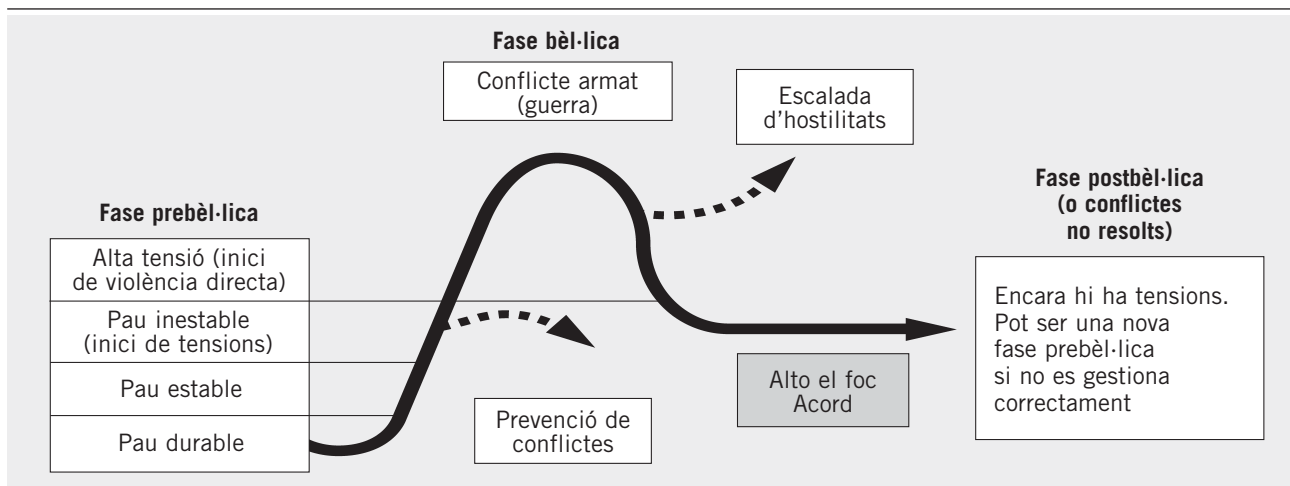 Fase bèl·lica
Conflicte armat
(guerra)
Escalada
d’hostilitats
Fase prebèl·lica
Alta tensió (inici
de violència directa)
Pau inestable
(inici de tensions)
Pau estable
Pau durable
Prevenció de
conflictes
Alto el foc
Acord
Fase postbèl·lica
(o conflictes
no resolts)
Encara hi ha tensions.
Pot ser una nova
fase prebèl·lica
si no es gestiona
correctament